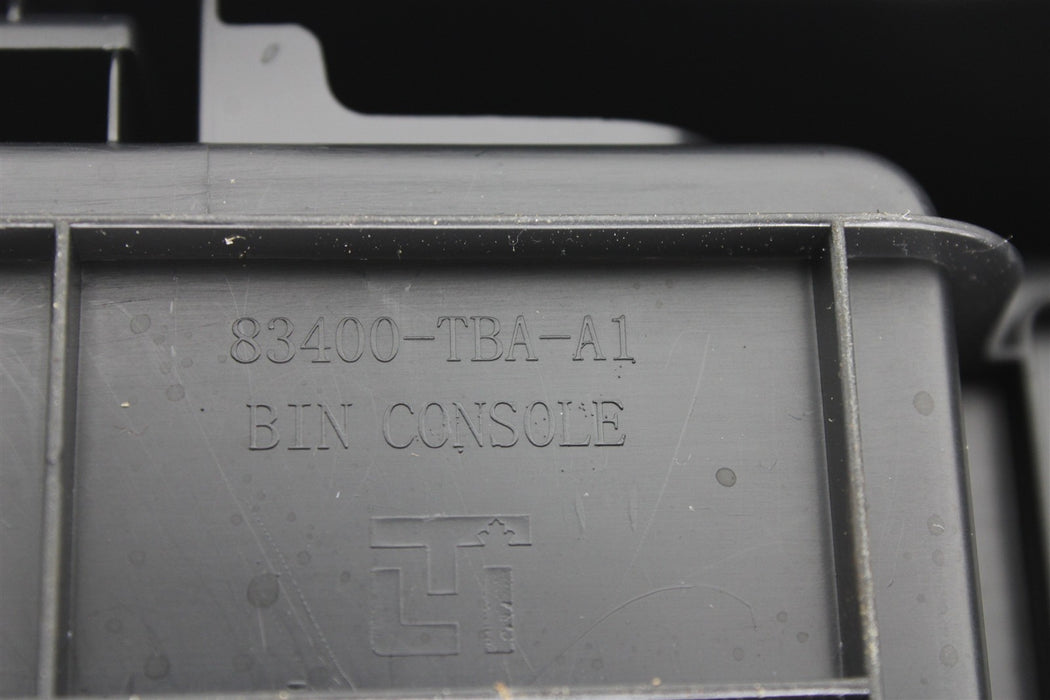 83400-TBA-A1
BIN CONSOLE